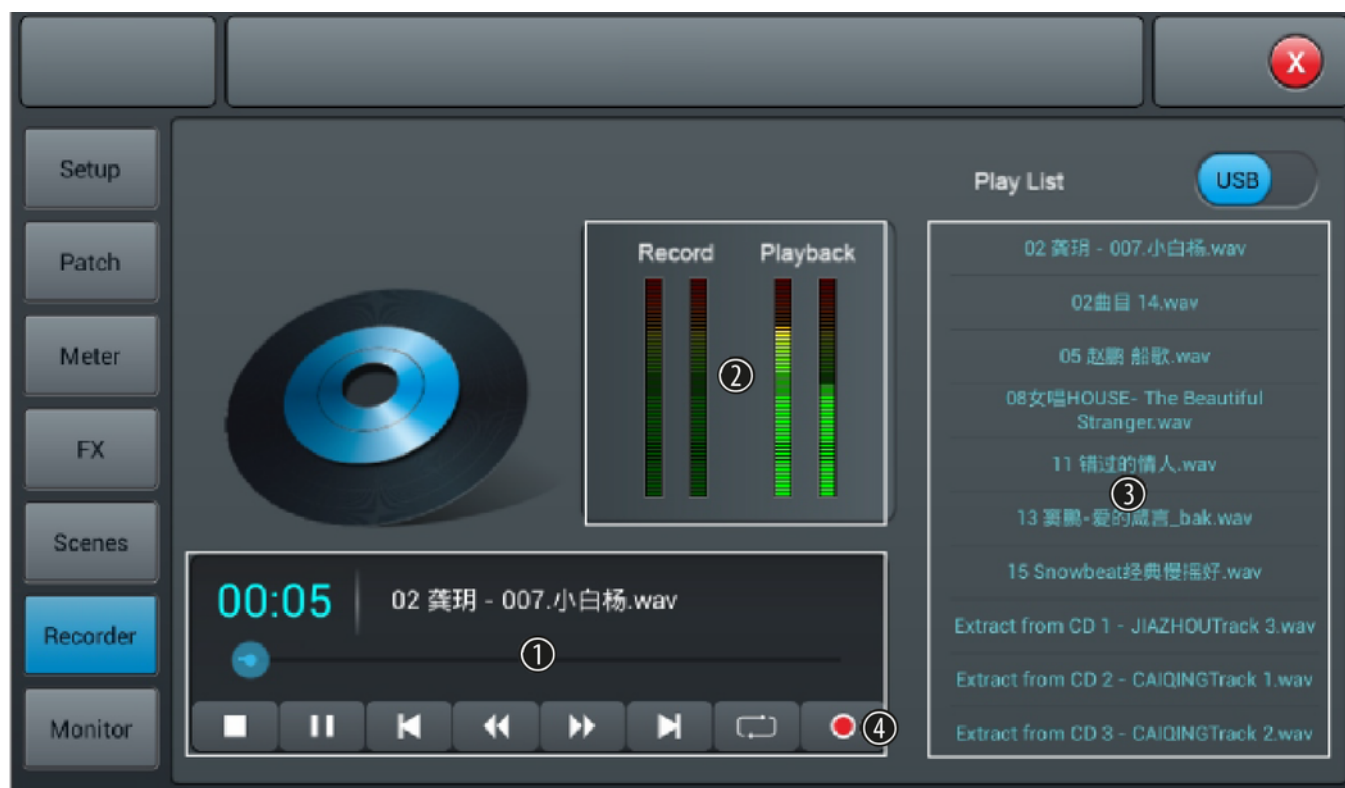 X
Setup
Patch
Meter
FX
Scenes
Recorder
Monitor
Play List
USB
Record
Playback
②
02 龚玥 - 007.小白杨.wav
02曲目 14.wav
05 赵鹏 船歌.wav
08女唱HOUSE- The Beautiful
Stranger.wav
11 错过的情人.wav
③
13 窦鹏-爱的箴言_bak.wav
15 Snowbeat经典慢摇好.wav
Extract from CD 1 - JIAZHOUTrack 3.wav
Extract from CD 2 - CAIQINGTrack 1.wav
Extract from CD 3 - CAIQINGTrack 2.wav
00:05
02 龚玥 - 007.小白杨.wav
①
④